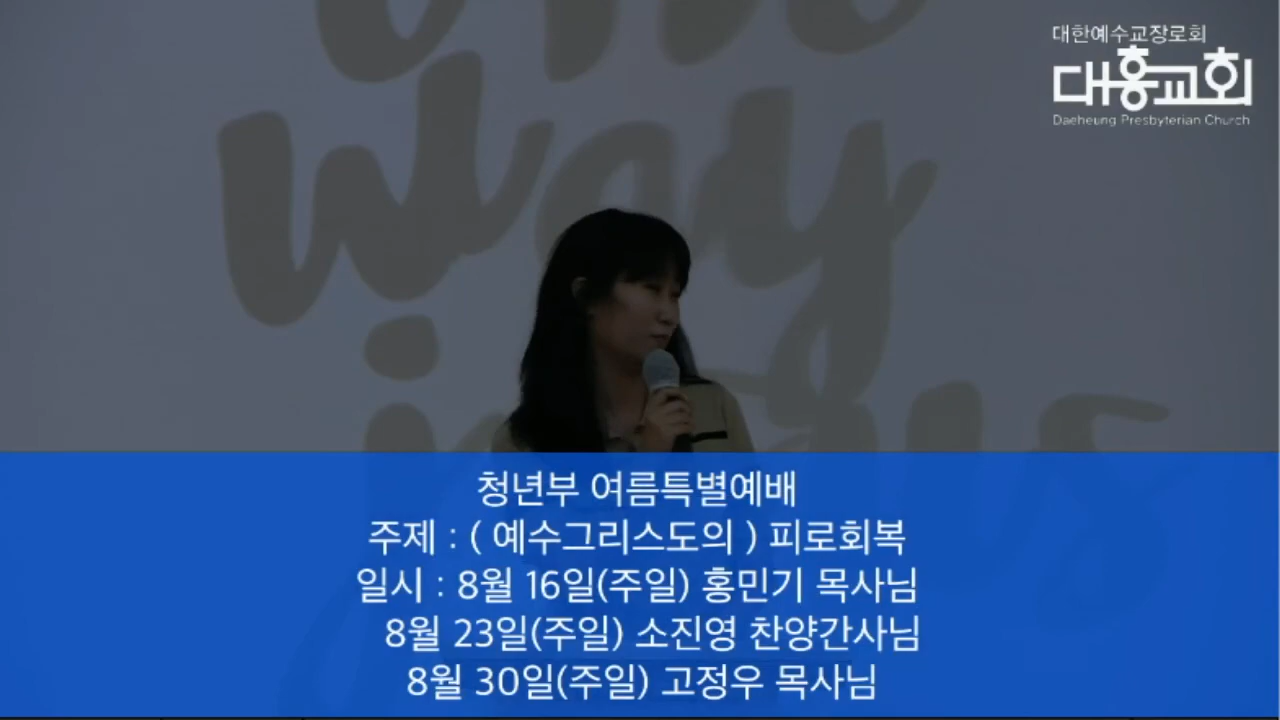 one
way
jesus
대한예수교장로회
대흥교회
Daeheung Presbyterian Church
청년부 여름특별예배
주제 : ( 예수그리스도의 ) 피로회복
일시 : 8월 16일(주일) 홍민기 목사님
8월 23일(주일) 소진영 찬양간사님
8월 30일(주일) 고정우 목사님